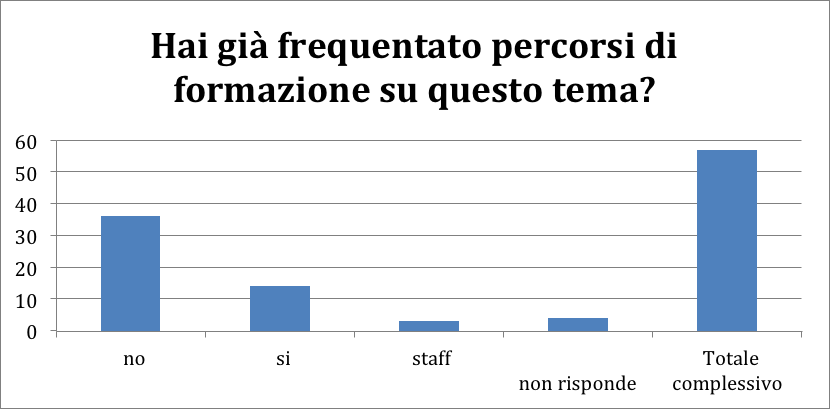 Hai già frequentato percorsi di
formazione su questo tema?
60
50
40
30
20
10
0
no
si
staff
non risponde
Totale
complessivo